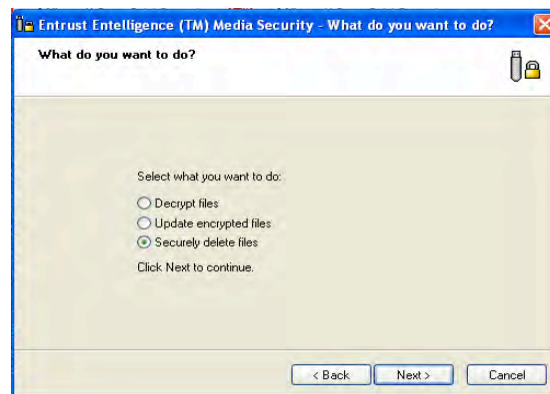 Entrust Entelligence (TM) Media Security - What do you want to do?
What do you want to do?
Select what you want to do:
Decrypt files
Update encrypted files
Securely delete files
Click Next to continue.
< Back Next > Cancel